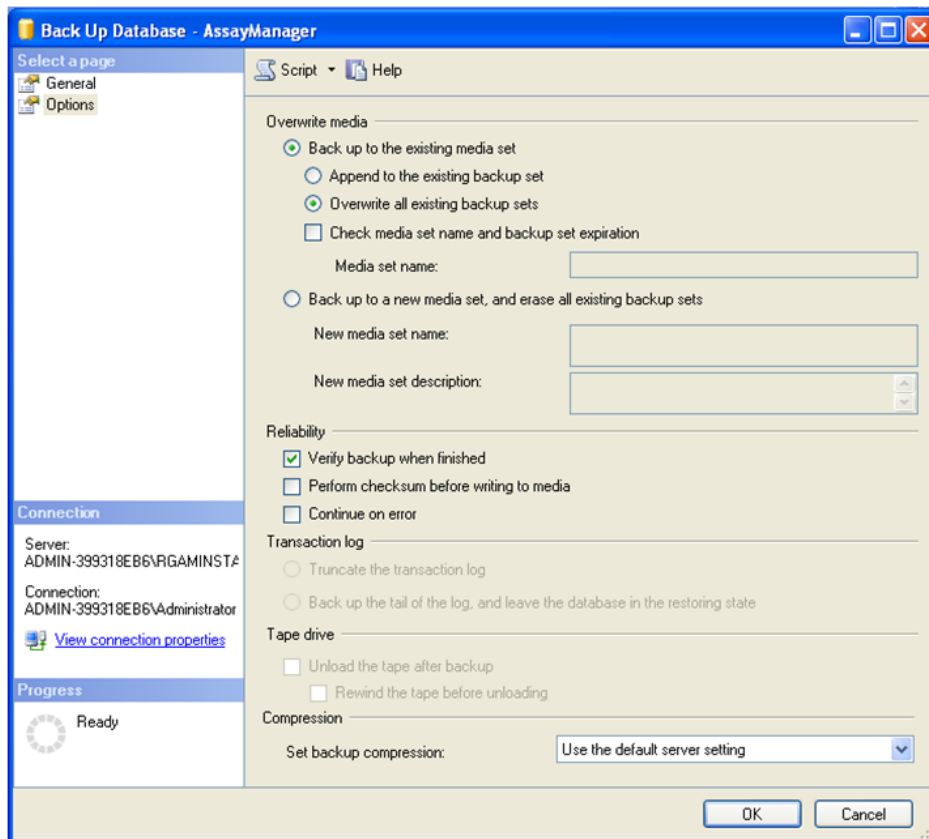 Back Up Database - AssayManager
Select a page
General
Options
Script
Help
Overwrite media
Back up to the existing media set
Append to the existing backup set
Overwrite all existing backup sets
Check media set name and backup set expiration
Media set name:
Back up to a new media set, and erase all existing backup sets
New media set name:
New media set description:
Reliability
Verify backup when finished
Perform checksum before writing to media
Continue on error
Transaction log
Truncate the transaction log
Back up the tail of the log, and leave the database in the restoring state
Tape drive
Unload the tape after backup
Rewind the tape before unloading
Compression
Set backup compression:
Use the default server setting
Connection
Server:
ADMIN-399318EB6\RGAMINSTA
Connection:
ADMIN-399318EB6\Administrator
View connection properties
Progress
Ready
OK
Cancel